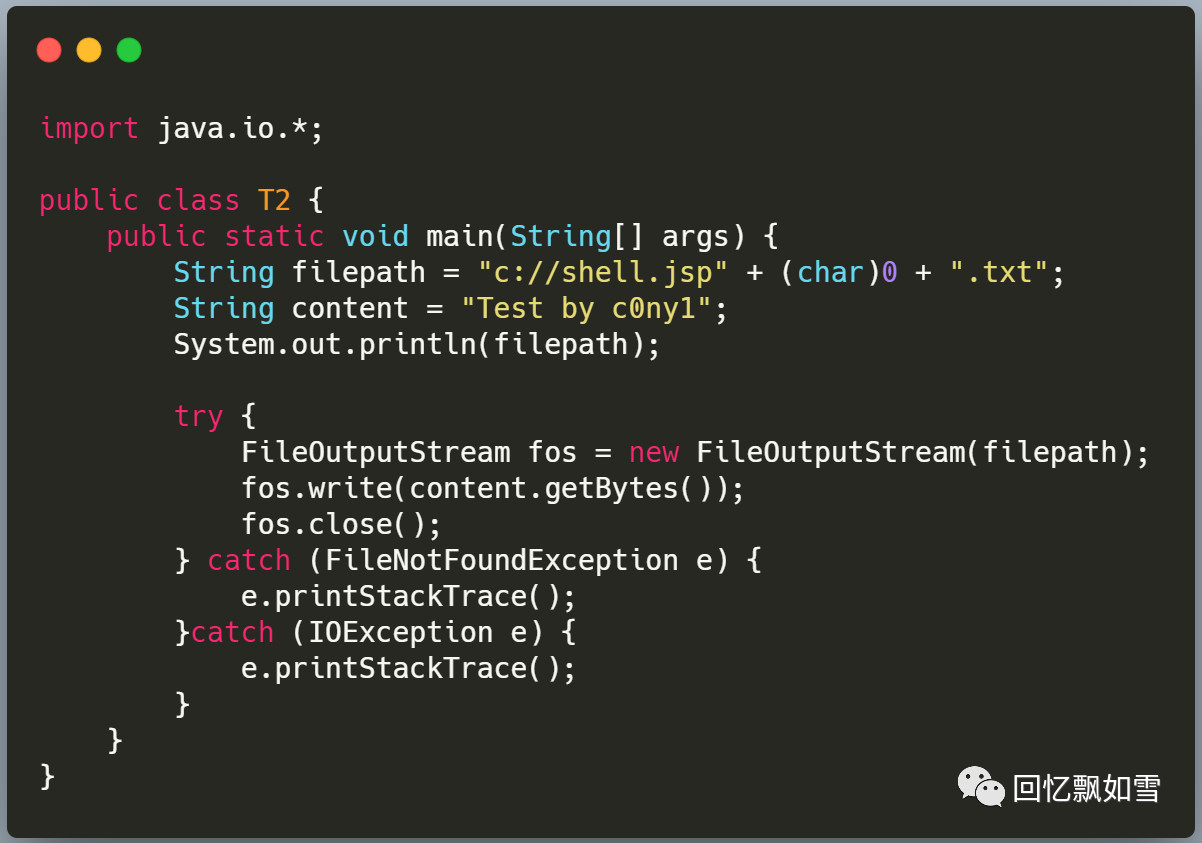 import java.io.*;

public class T2 {
    public static void main(String[] args) {
        String filepath = "c://shell.jsp" + (char)0 + ".txt";
        String content = "Test by c0ny1";
        System.out.println(filepath);

        try {
            FileOutputStream fos = new FileOutputStream(filepath);
            fos.write(content.getBytes());
            fos.close();
        } catch (FileNotFoundException e) {
            e.printStackTrace();
        }catch (IOException e) {
            e.printStackTrace();
        }
    }
}
回忆飘如雪